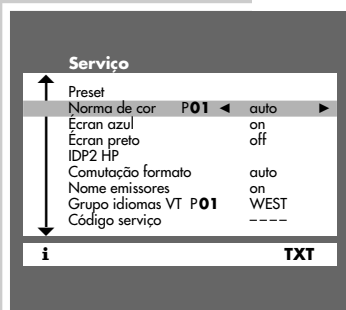 Serviço
Preset
Norma de cor P01 ◄ auto ►
Écran azul on
Écran preto off
IDP2 HP
Comutação formato auto
Nome emissores on
Grupo idiomas VT P01 WEST
Código serviço – – – –
i TXT